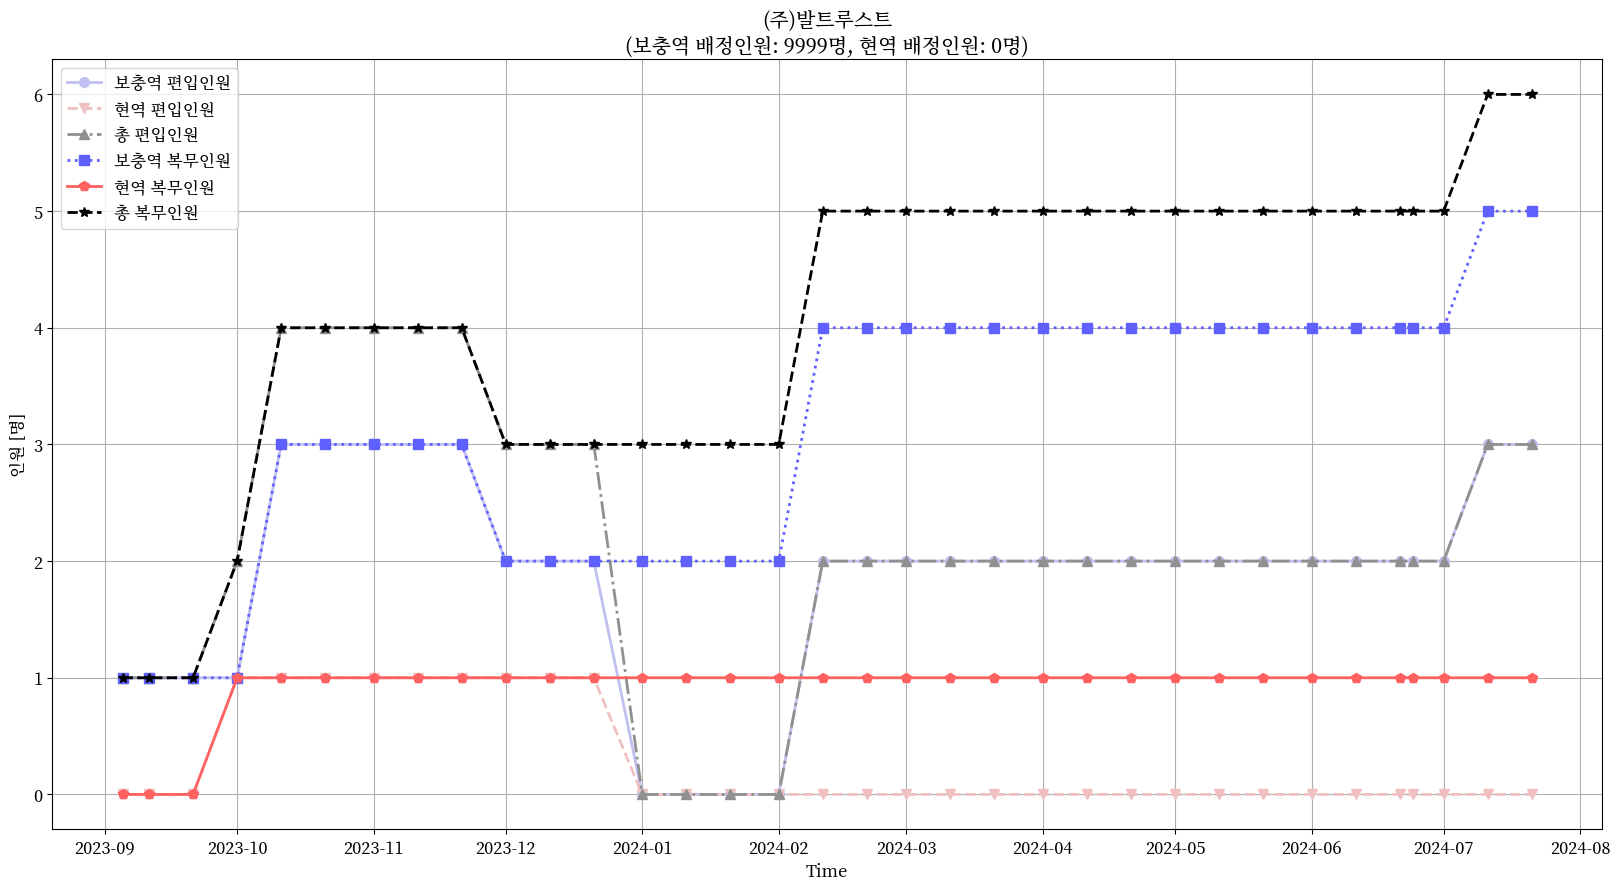 (주)발트루스트
(보충역 배정인원: 9999명, 현역 배정인원: 0명)
보충역 편입인원
현역 편입인원
총 편입인원
보충역 복무인원
현역 복무인원
총 복무인원
인원 [명]
6
5
4
3
2
1
0
2023-09 2023-10 2023-11 2023-12 2024-01 2024-02 2024-03 2024-04 2024-05 2024-06 2024-07 2024-08
Time